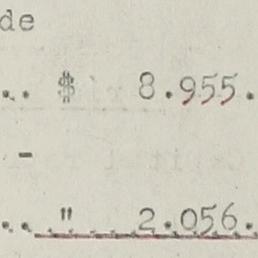 de
.. $ 8.955.
-
.. " 2.056.